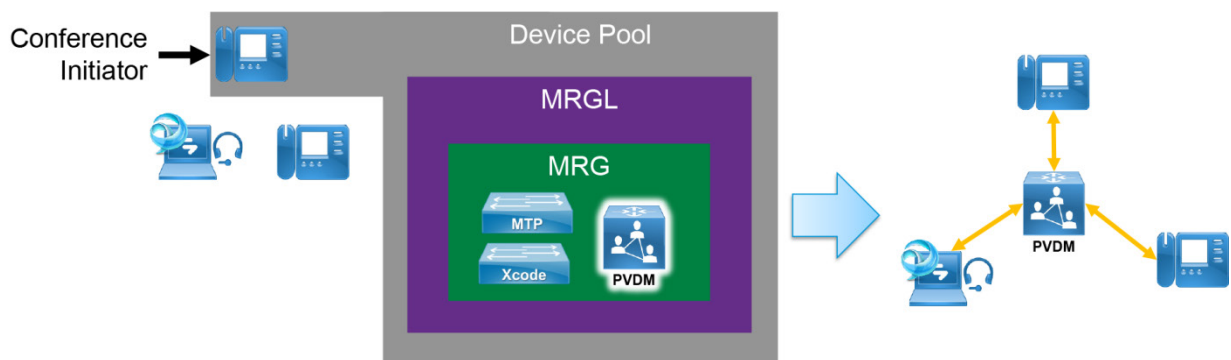 Conference
Initiator
Device Pool
MRGL
MRG
MTP
Xcode
PVDM
PVDM